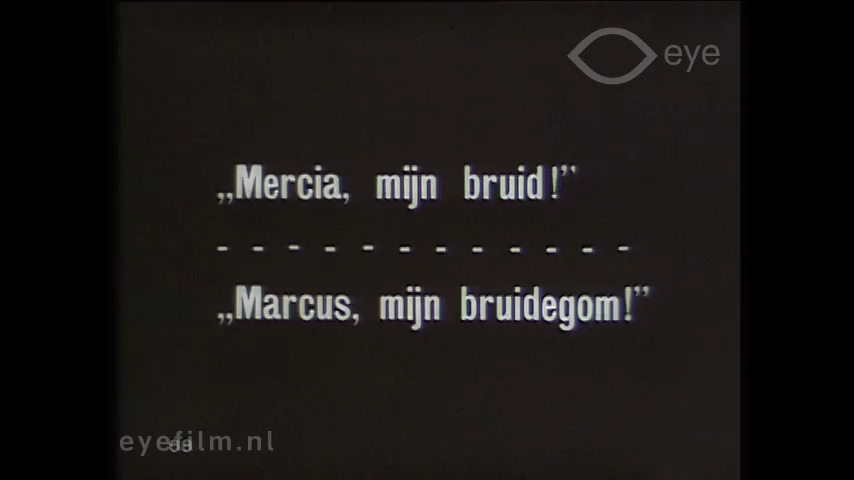 eye
„Mercia, mijn bruid!”
- - - - - - - - - - - -
„Marcus, mijn bruidegom!”
eyefilm.nl